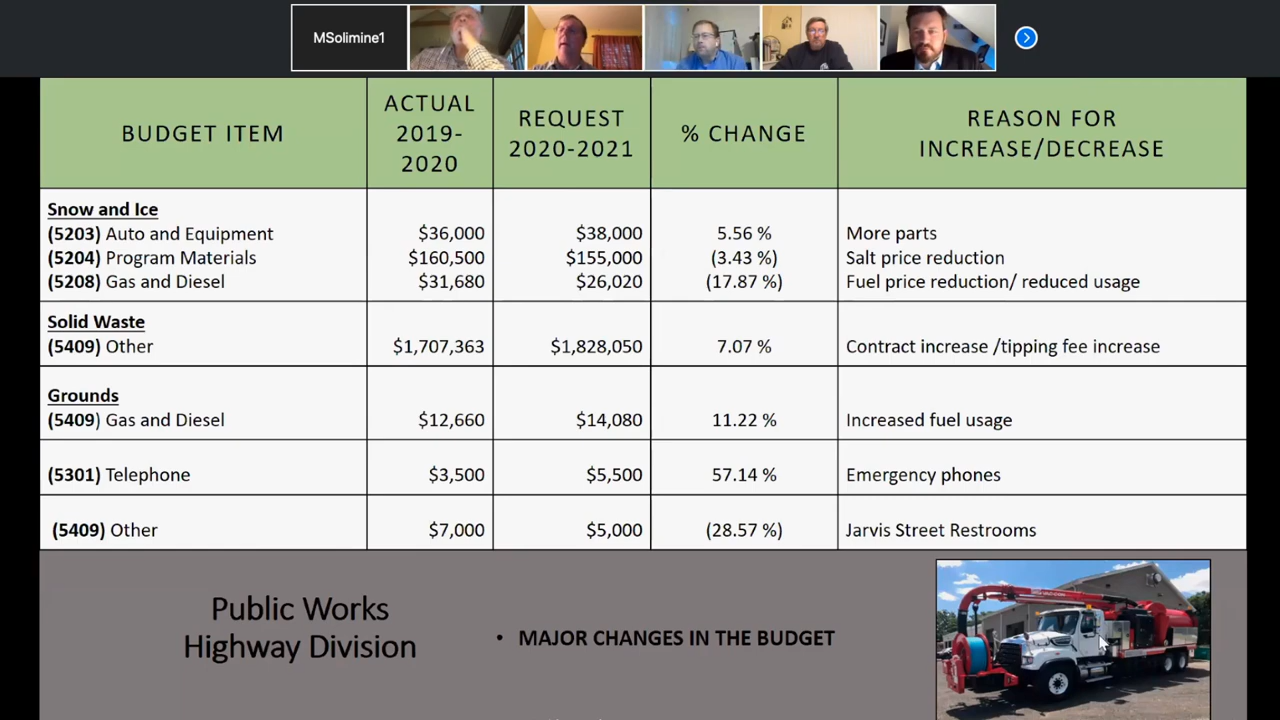 MSolimine1
BUDGET ITEM
ACTUAL
2019-
2020
REQUEST
2020-2021
% CHANGE
REASON FOR
INCREASE/DECREASE
Snow and Ice
(5203) Auto and Equipment $36,000 $38,000 5.56 % More parts
(5204) Program Materials $160,500 $155,000 (3.43 %) Salt price reduction
(5208) Gas and Diesel $31,680 $26,020 (17.87 %) Fuel price reduction/ reduced usage
Solid Waste
(5409) Other $1,707,363 $1,828,050 7.07 % Contract increase /tipping fee increase
Grounds
(5409) Gas and Diesel $12,660 $14,080 11.22 % Increased fuel usage
(5301) Telephone $3,500 $5,500 57.14 % Emergency phones
(5409) Other $7,000 $5,000 (28.57 %) Jarvis Street Restrooms
Public Works
Highway Division
• MAJOR CHANGES IN THE BUDGET